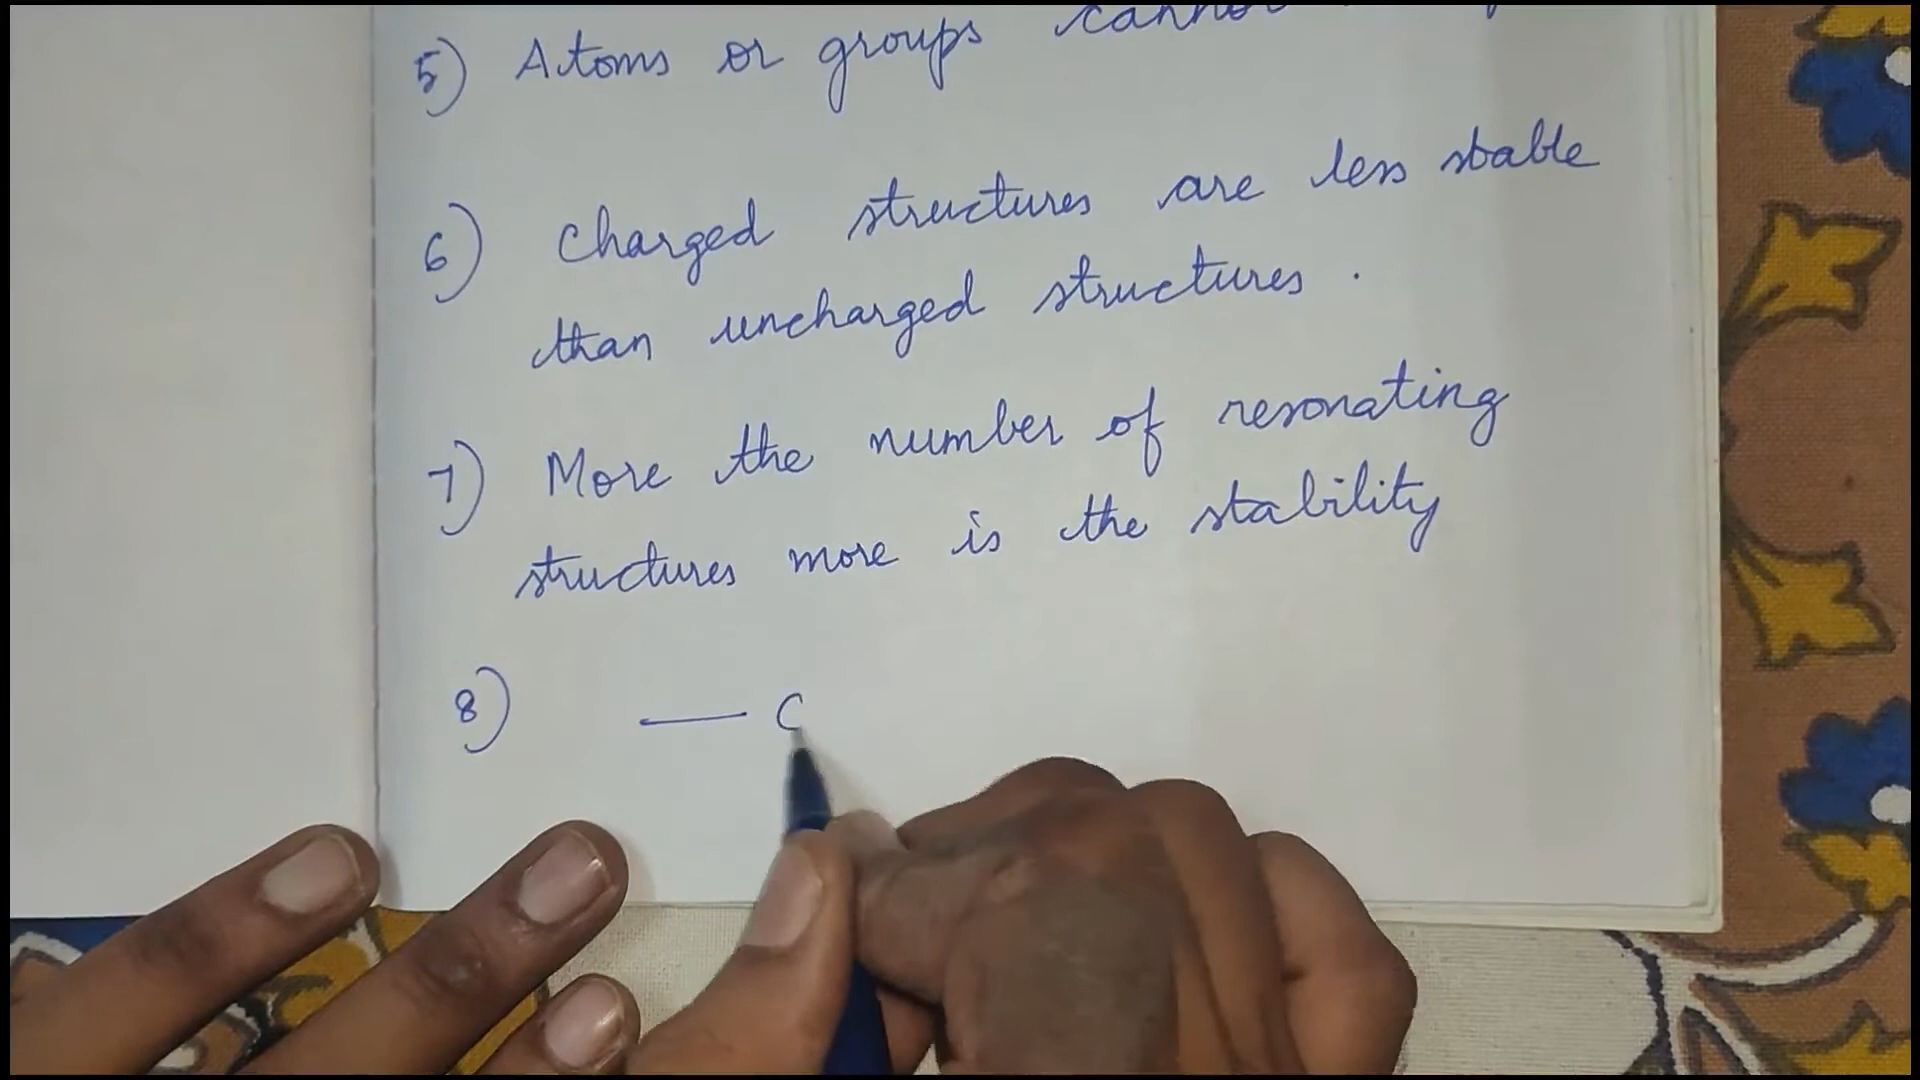 5) Atoms or groups
6) Charged structures are less stable
than uncharged structures.
7) More the number of resonating
structures more is the stability
8) — C